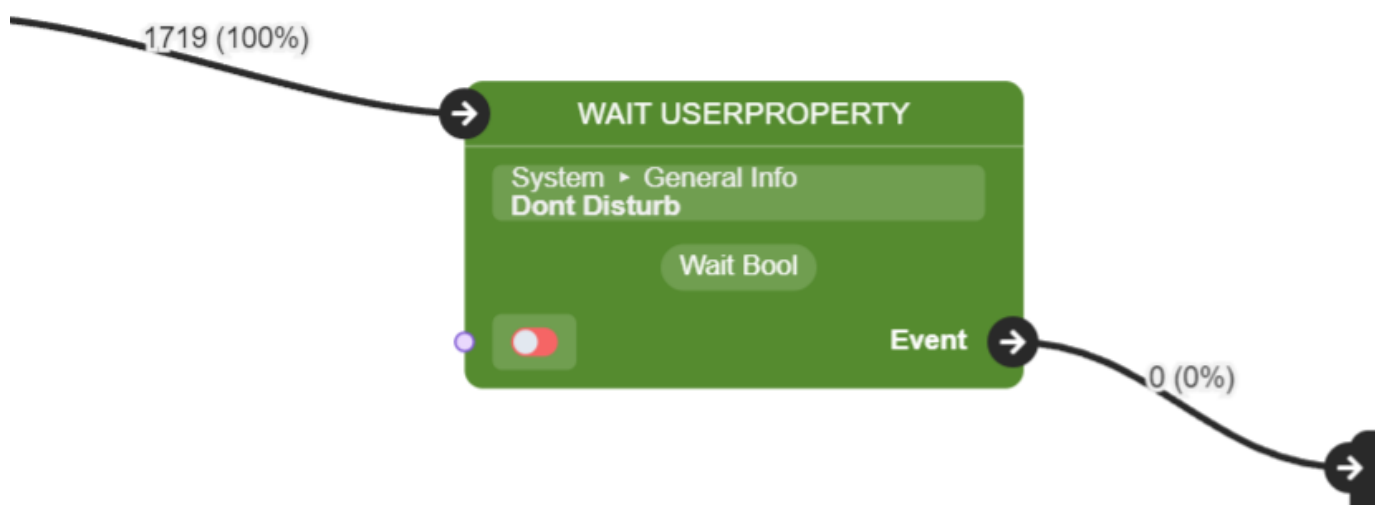 1719 (100%)
WAIT USERPROPERTY
System ‣ General Info
Dont Disturb
Wait Bool
Event
0 (0%)